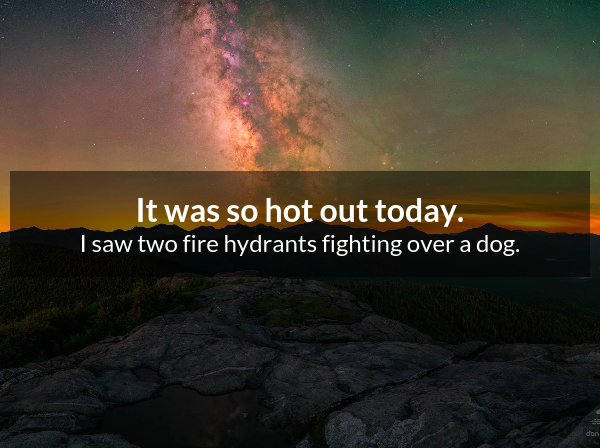 It was so hot out today.
I saw two fire hydrants fighting over a dog.